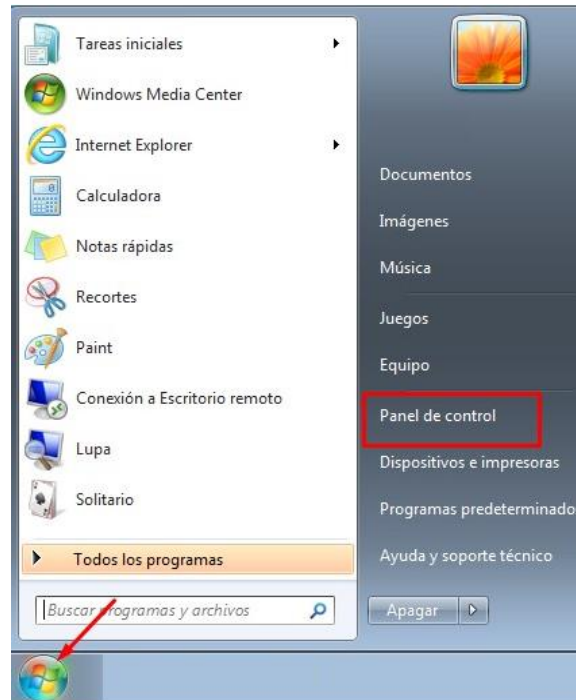 Tareas iniciales
Windows Media Center
Internet Explorer
Calculadora
Notas rápidas
Recortes
Paint
Conexión a Escritorio remoto
Lupa
Solitario
Todos los programas
Buscar programas y archivos
Documentos
Imágenes
Música
Juegos
Equipo
Panel de control
Dispositivos e impresoras
Programas predeterminado
Ayuda y soporte técnico
Apagar